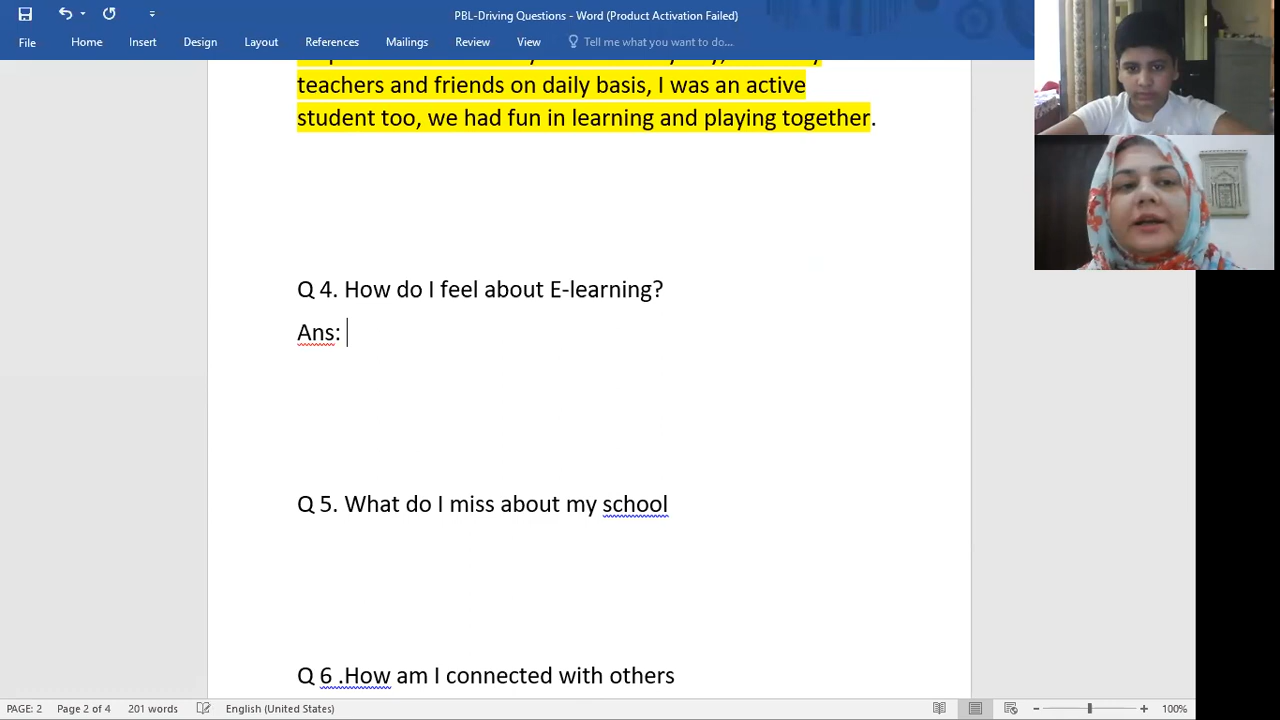 PBL-Driving Questions - Word (Product Activation Failed)
File Home Insert Design Layout References Mailings Review View Tell me what you want to do...
teachers and friends on daily basis, I was an active
student too, we had fun in learning and playing together.
Q 4. How do I feel about E-learning?
Ans:
Q 5. What do I miss about my school
Q 6 .How am I connected with others
PAGE: 2 Page 2 of 4 201 words English (United States) 100%